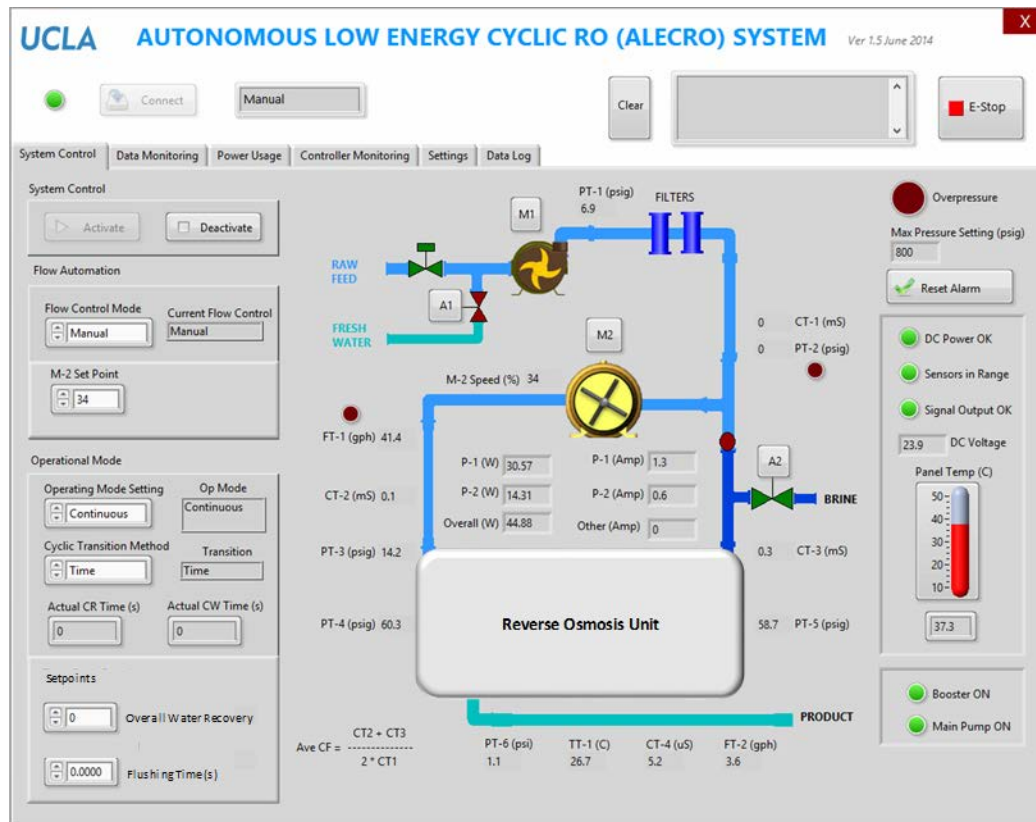 X
UCLA AUTONOMOUS LOW ENERGY CYCLIC RO (ALECRO) SYSTEM Ver 1.5 June 2014
Connect
Manual
Clear
E-Stop
System Control
Data Monitoring
Power Usage
Controller Monitoring
Settings
Data Log
System Control
Activate
Deactivate
Flow Automation
Flow Control Mode
Manual
Current Flow Control
Manual
M-2 Set Point
34
Operational Mode
Operating Mode Setting
Continuous
Op Mode
Continuous
Cyclic Transition Method
Time
Transition
Time
Actual CR Time (s)
0
Actual CW Time (s)
0
Setpoints
0 Overall Water Recovery
0.0000 Flushing Time(s)
RAW
FEED
FRESH
WATER
A1
M1
PT-1 (psig)
6.9
FILTERS
M2
M-2 Speed (%) 34
0 CT-1 (mS)
0 PT-2 (psig)
FT-1 (gph) 41.4
CT-2 (mS) 0.1
PT-3 (psig) 14.2
PT-4 (psig) 60.3
P-1 (W) 30.57
P-2 (W) 14.31
Overall (W) 44.88
P-1 (Amp) 1.3
P-2 (Amp) 0.6
Other (Amp) 0
A2
BRINE
0.3 CT-3 (mS)
58.7 PT-5 (psig)
Reverse Osmosis Unit
PRODUCT
Ave CF = CT2 + CT3
---------------
2 * CT1
PT-6 (psi)
1.1
TT-1 (C)
26.7
CT-4 (uS)
5.2
FT-2 (gph)
3.6
Overpressure
Max Pressure Setting (psig)
800
Reset Alarm
DC Power OK
Sensors in Range
Signal Output OK
23.9 DC Voltage
Panel Temp (C)
50-
40-
30-
20-
10-
37.3
Booster ON
Main Pump ON